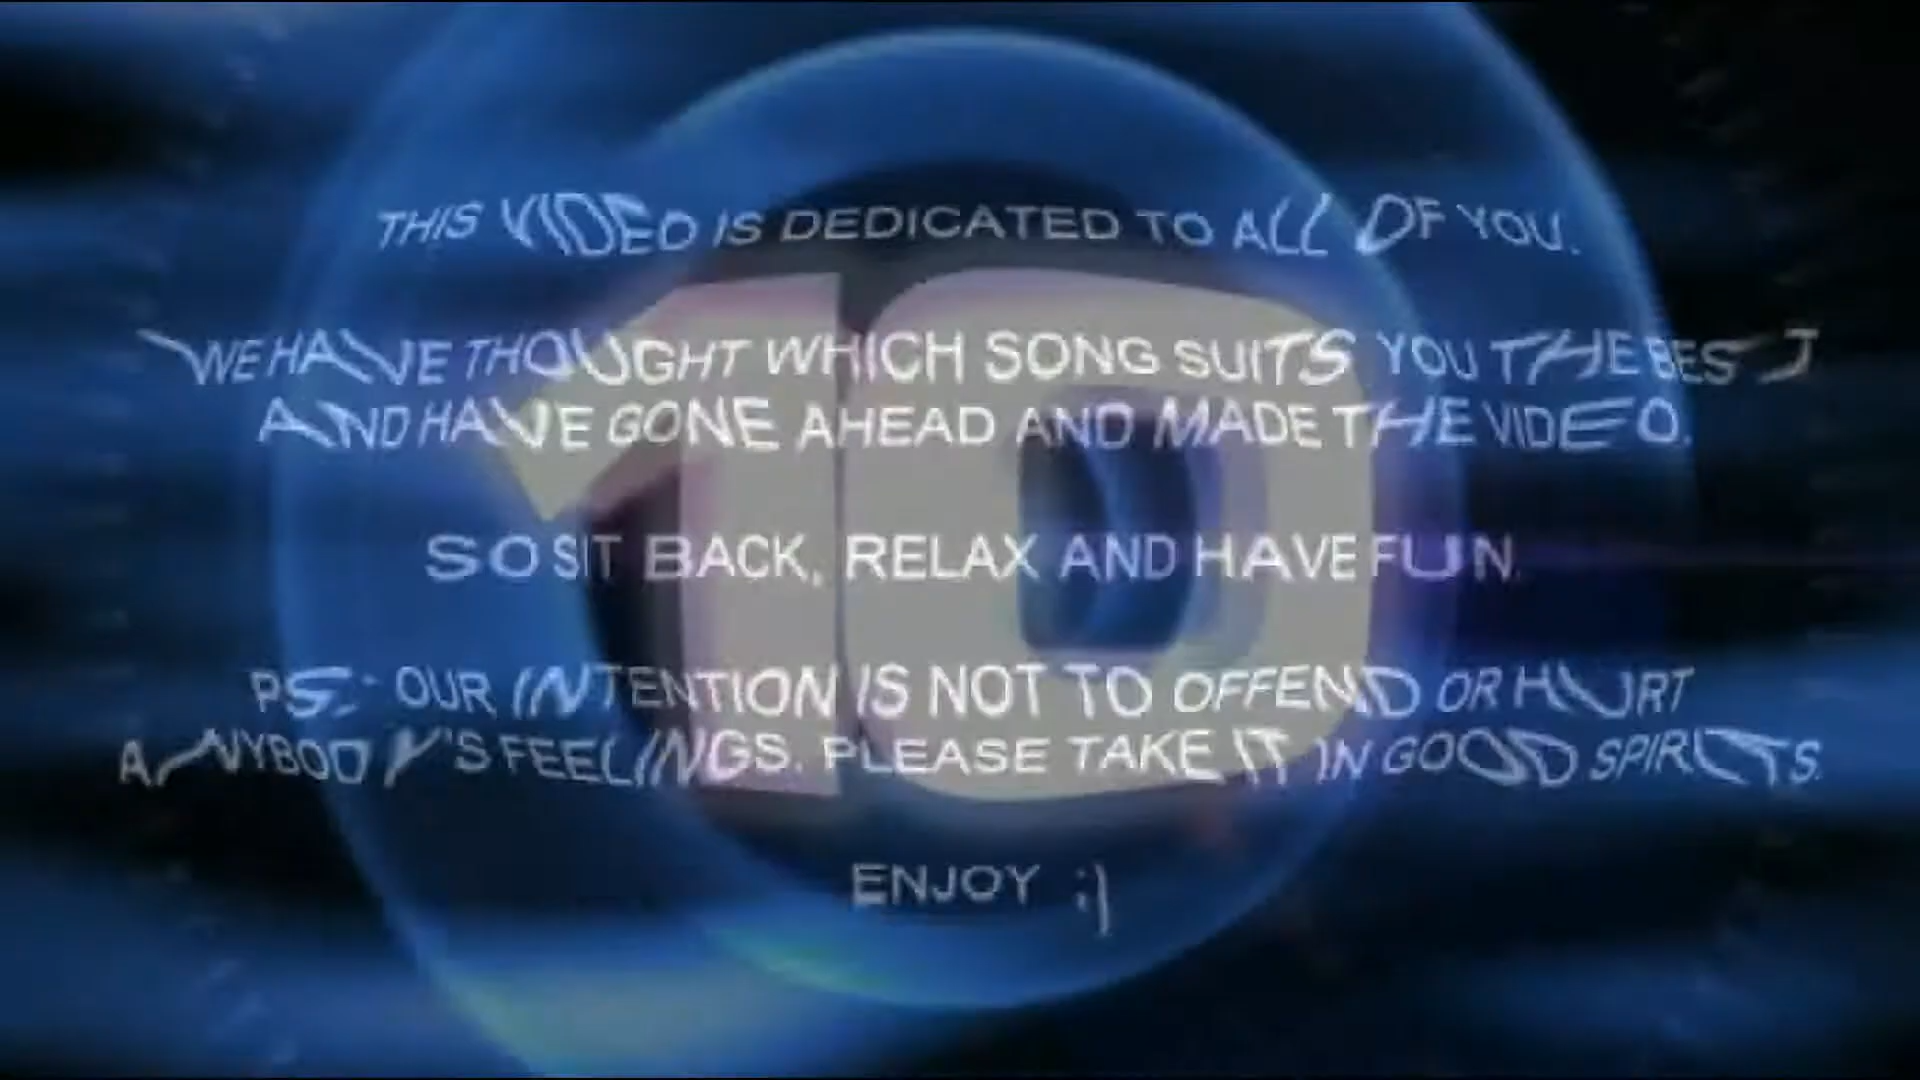 THIS VIDEO IS DEDICATED TO ALL OF YOU.
WE HAVE THOUGHT WHICH SONG SUITS YOU THE BEST
AND HAVE GONE AHEAD AND MADE THE VIDEO.
10
SO SIT BACK, RELAX AND HAVE FUN.
PS:- OUR INTENTION IS NOT TO OFFEND OR HURT
ANYBODY'S FEELINGS. PLEASE TAKE IT IN GOOD SPIRITS.
ENJOY :)